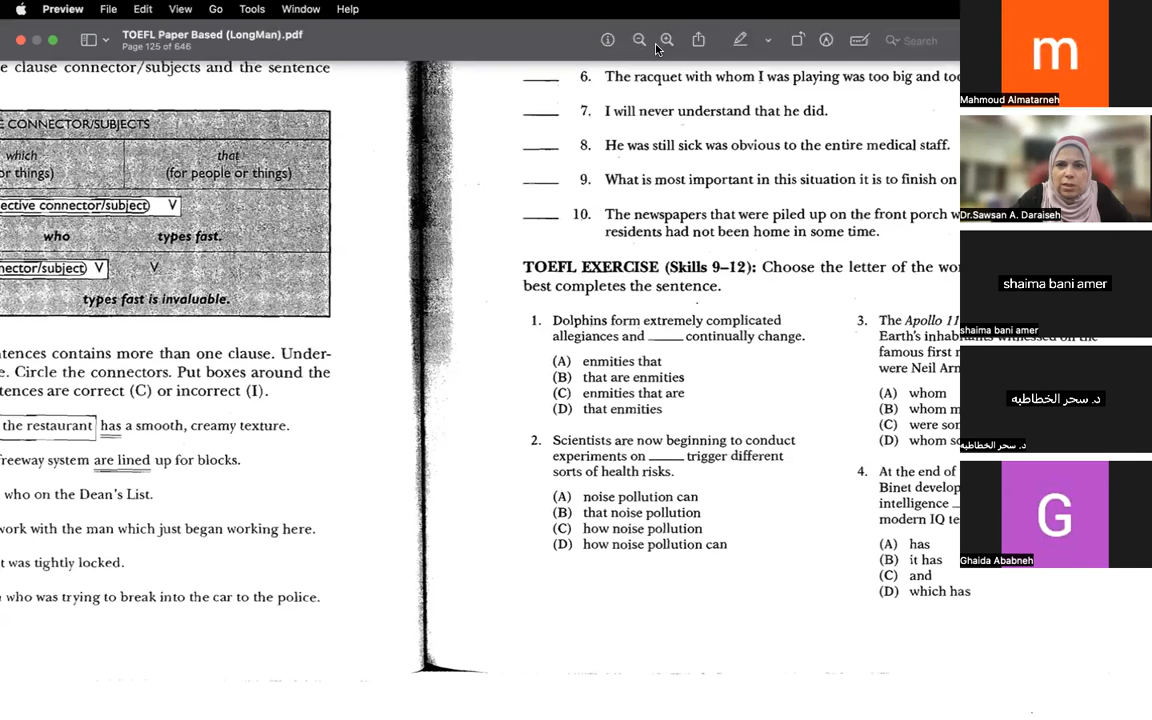 Preview File Edit View Go Tools Window Help
TOEFL Paper Based (LongMan).pdf
Page 125 of 646
Search
e clause connector/subjects and the sentence
E CONNECTOR/SUBJECTS
which
that
or things)
(for people or things)
ective connector/subject) V
who types fast.
nector/subject) V V
types fast is invaluable.
ntences contains more than one clause. Under-
e. Circle the connectors. Put boxes around the
tences are correct (C) or incorrect (I).
the restaurant has a smooth, creamy texture.
freeway system are lined up for blocks.
who on the Dean's List.
work with the man which just began working here.
t was tightly locked.
who was trying to break into the car to the police.
6. The racquet with whom I was playing was too big and too
7. I will never understand that he did.
8. He was still sick was obvious to the entire medical staff.
9. What is most important in this situation it is to finish on
10. The newspapers that were piled up on the front porch w
residents had not been home in some time.
TOEFL EXERCISE (Skills 9–12): Choose the letter of the wo
best completes the sentence.
1. Dolphins form extremely complicated
allegiances and _____ continually change.
(A) enmities that
(B) that are enmities
(C) enmities that are
(D) that enmities
2. Scientists are now beginning to conduct
experiments on _____ trigger different
sorts of health risks.
(A) noise pollution can
(B) that noise pollution
(C) how noise pollution
(D) how noise pollution can
3. The Apollo 11
Earth's inhabitants witnessed on the
famous first
were Neil Arm
(A) whom
(B) whom m
(C) were son
(D) whom so
4. At the end of
Binet develop
intelligence
modern IQ te
(A) has
(B) it has
(C) and
(D) which has
m
Mahmoud Almatarneh
Dr.Sawsan A. Daraiseh
shaima bani amer
shaima bani amer
د. سحر الخطاطبه
د. سحر الخطاطبه
G
Ghaida Ababneh